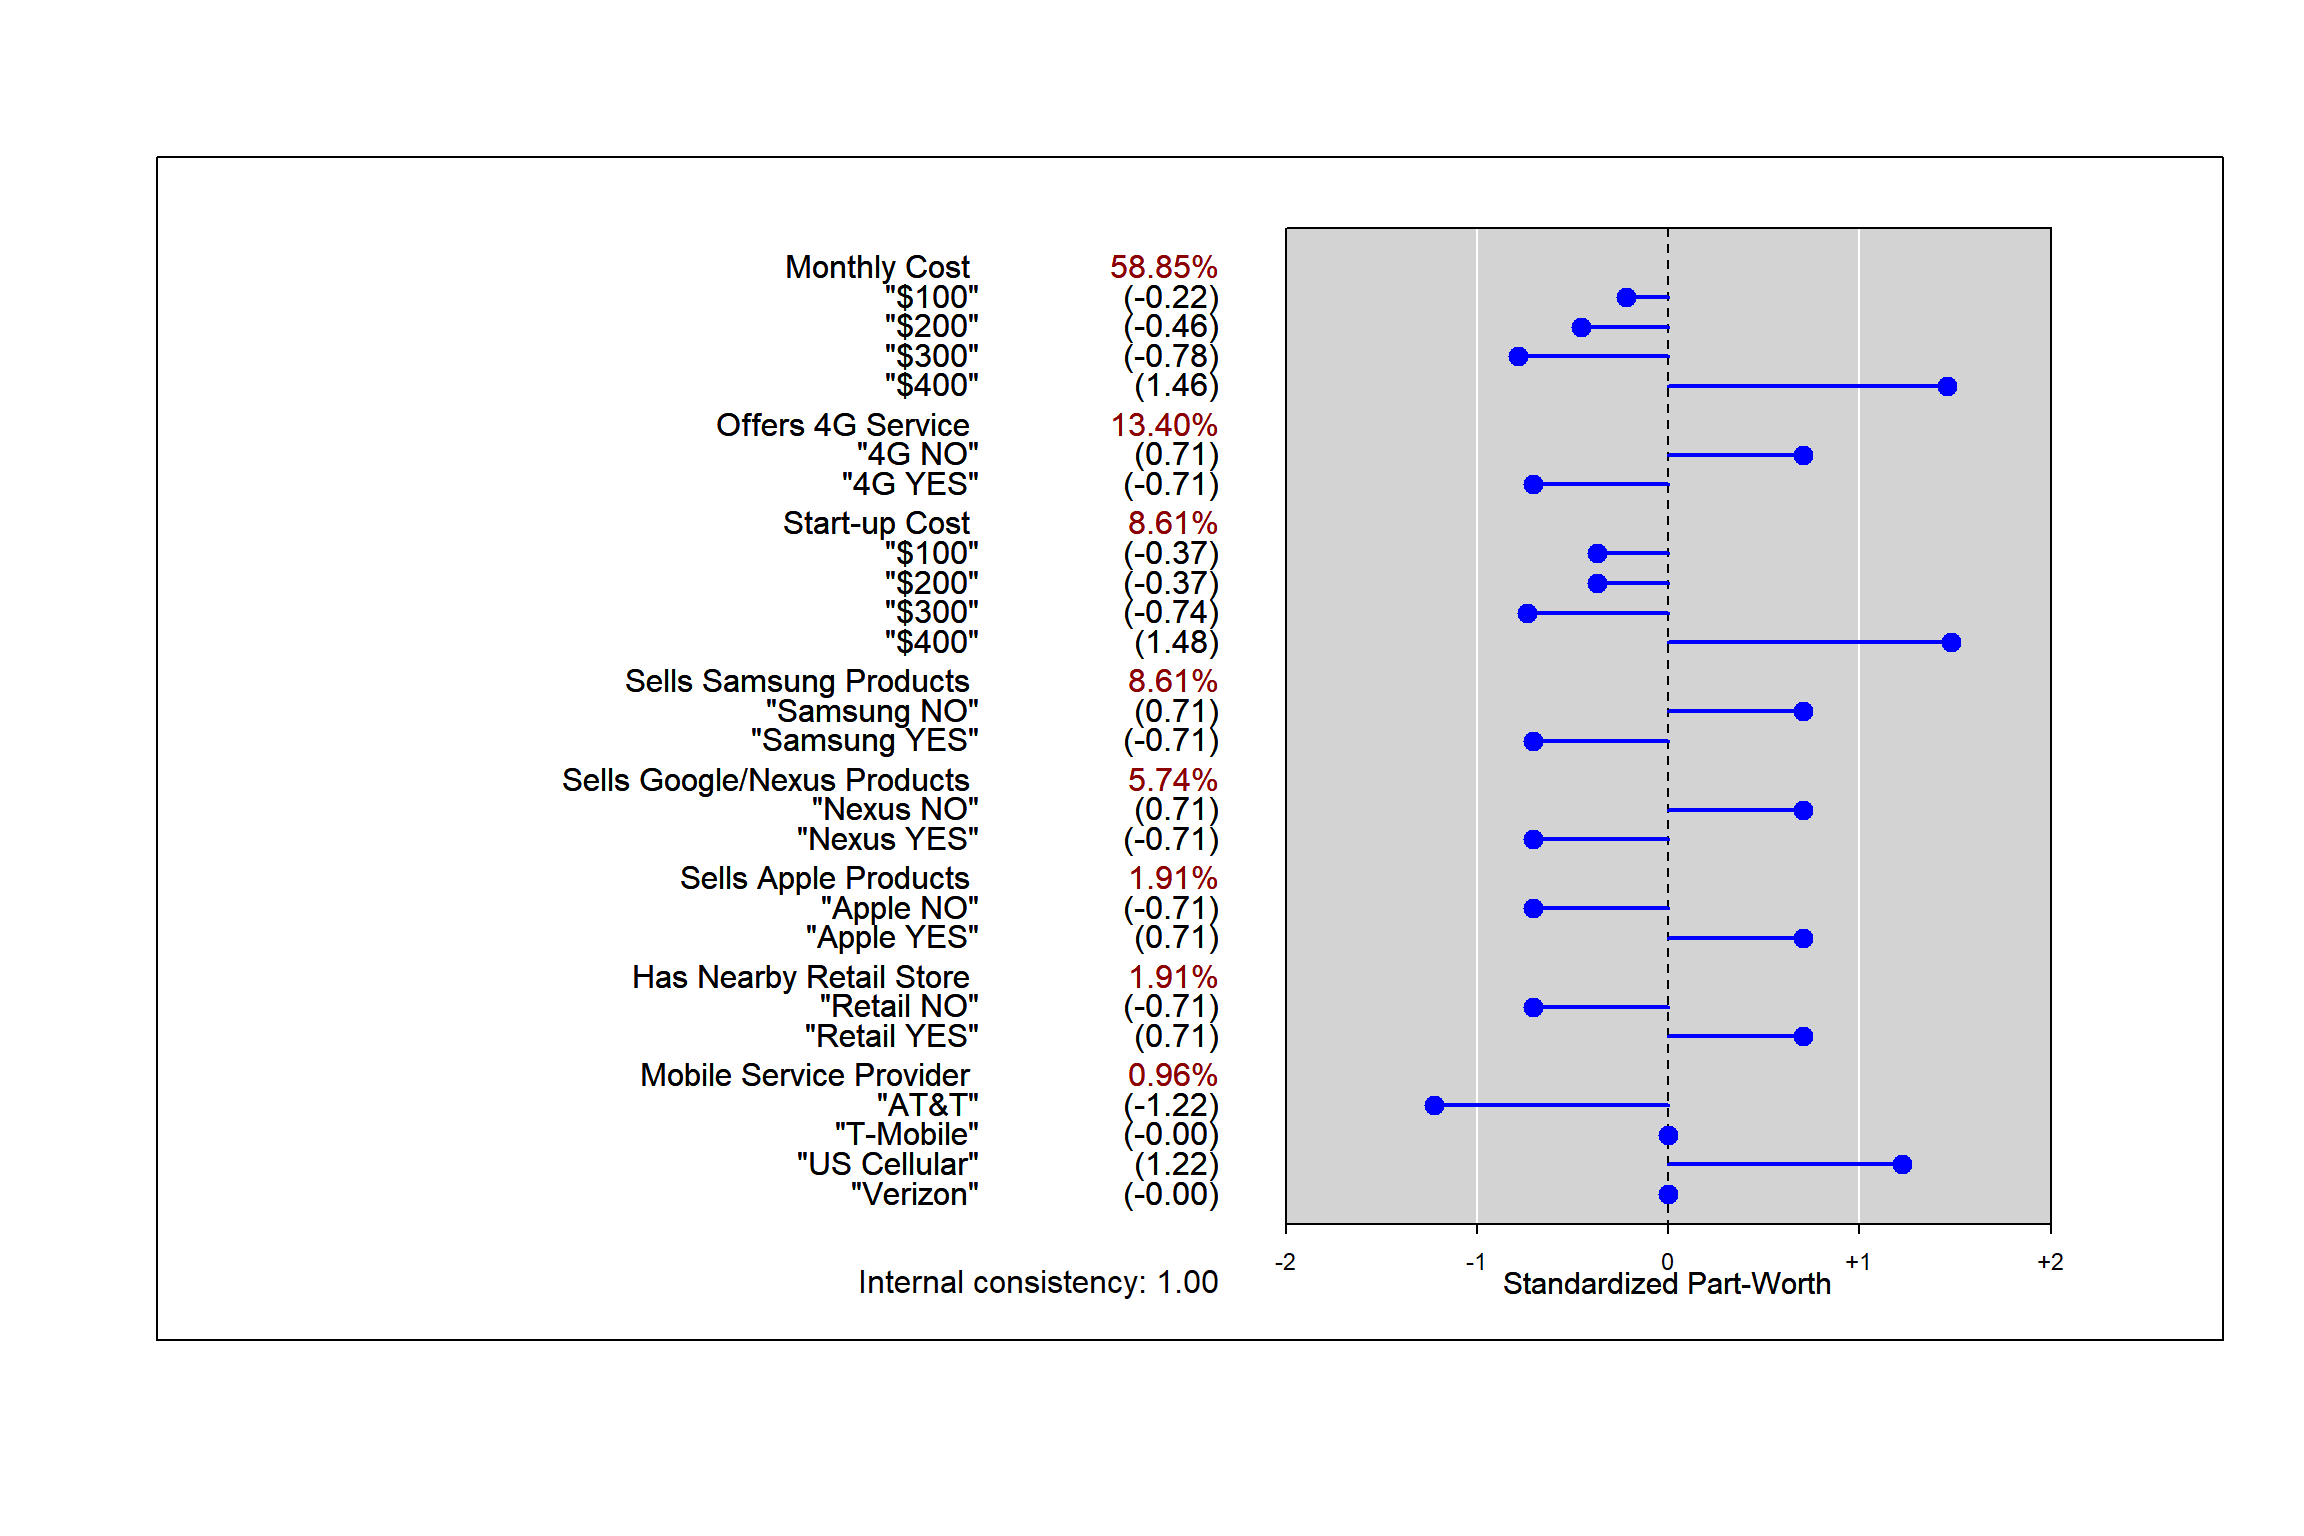 Monthly Cost 58.85%
"$100" (-0.22)
"$200" (-0.46)
"$300" (-0.78)
"$400" (1.46)
Offers 4G Service 13.40%
"4G NO" (0.71)
"4G YES" (-0.71)
Start-up Cost 8.61%
"$100" (-0.37)
"$200" (-0.37)
"$300" (-0.74)
"$400" (1.48)
Sells Samsung Products 8.61%
"Samsung NO" (0.71)
"Samsung YES" (-0.71)
Sells Google/Nexus Products 5.74%
"Nexus NO" (0.71)
"Nexus YES" (-0.71)
Sells Apple Products 1.91%
"Apple NO" (-0.71)
"Apple YES" (0.71)
Has Nearby Retail Store 1.91%
"Retail NO" (-0.71)
"Retail YES" (0.71)
Mobile Service Provider 0.96%
"AT&T" (-1.22)
"T-Mobile" (-0.00)
"US Cellular" (1.22)
"Verizon" (-0.00)
-2 -1 0 +1 +2
Internal consistency: 1.00 Standardized Part-Worth